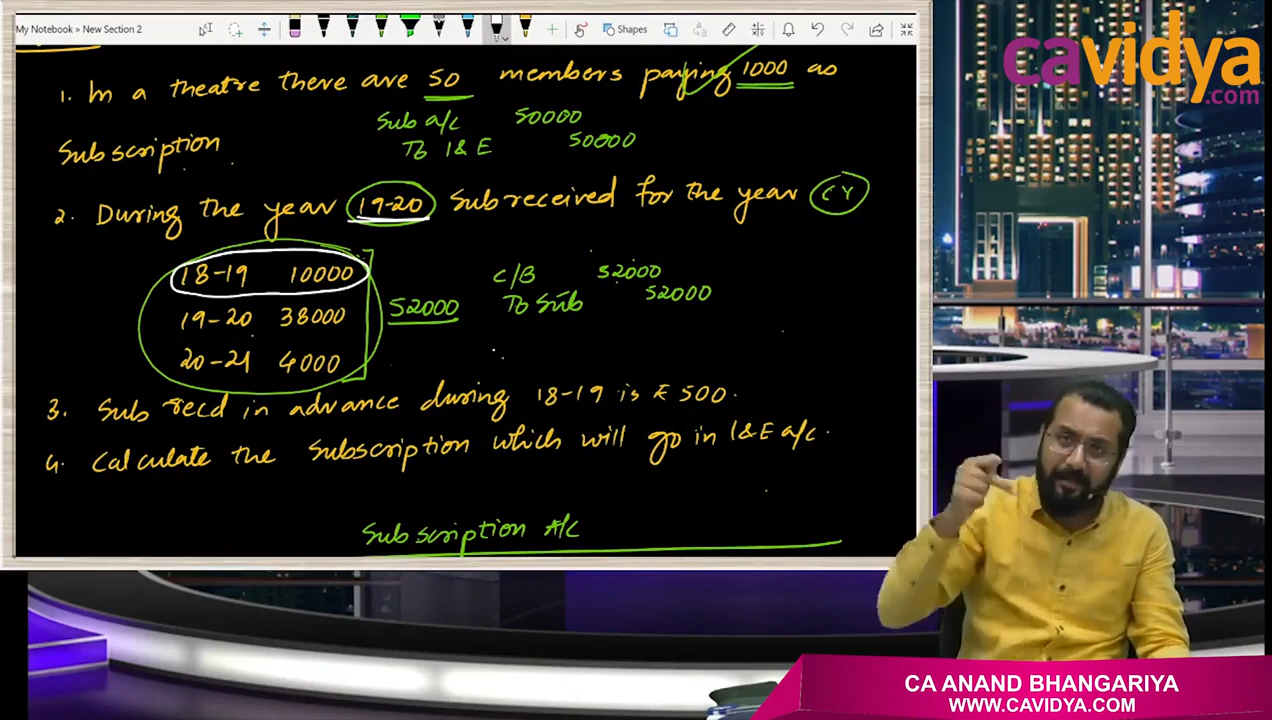 My Notebook » New Section 2
Shapes
cavidya
.com
1. In a theatre there are 50 members paying 1000 as
Sub a/c 50000
To I&E 50000
Subscription
2. During the year 19-20 Sub received for the year CY
18-19 10000
19-20 38000
20-21 4000
52000
C/B 52000
To Sub 52000
3. Sub recd in advance during 18-19 is ₹ 500.
4. Calculate the Subscription which will go in I&E a/c.
Subscription A/c
CA ANAND BHANGARIYA
WWW.CAVIDYA.COM